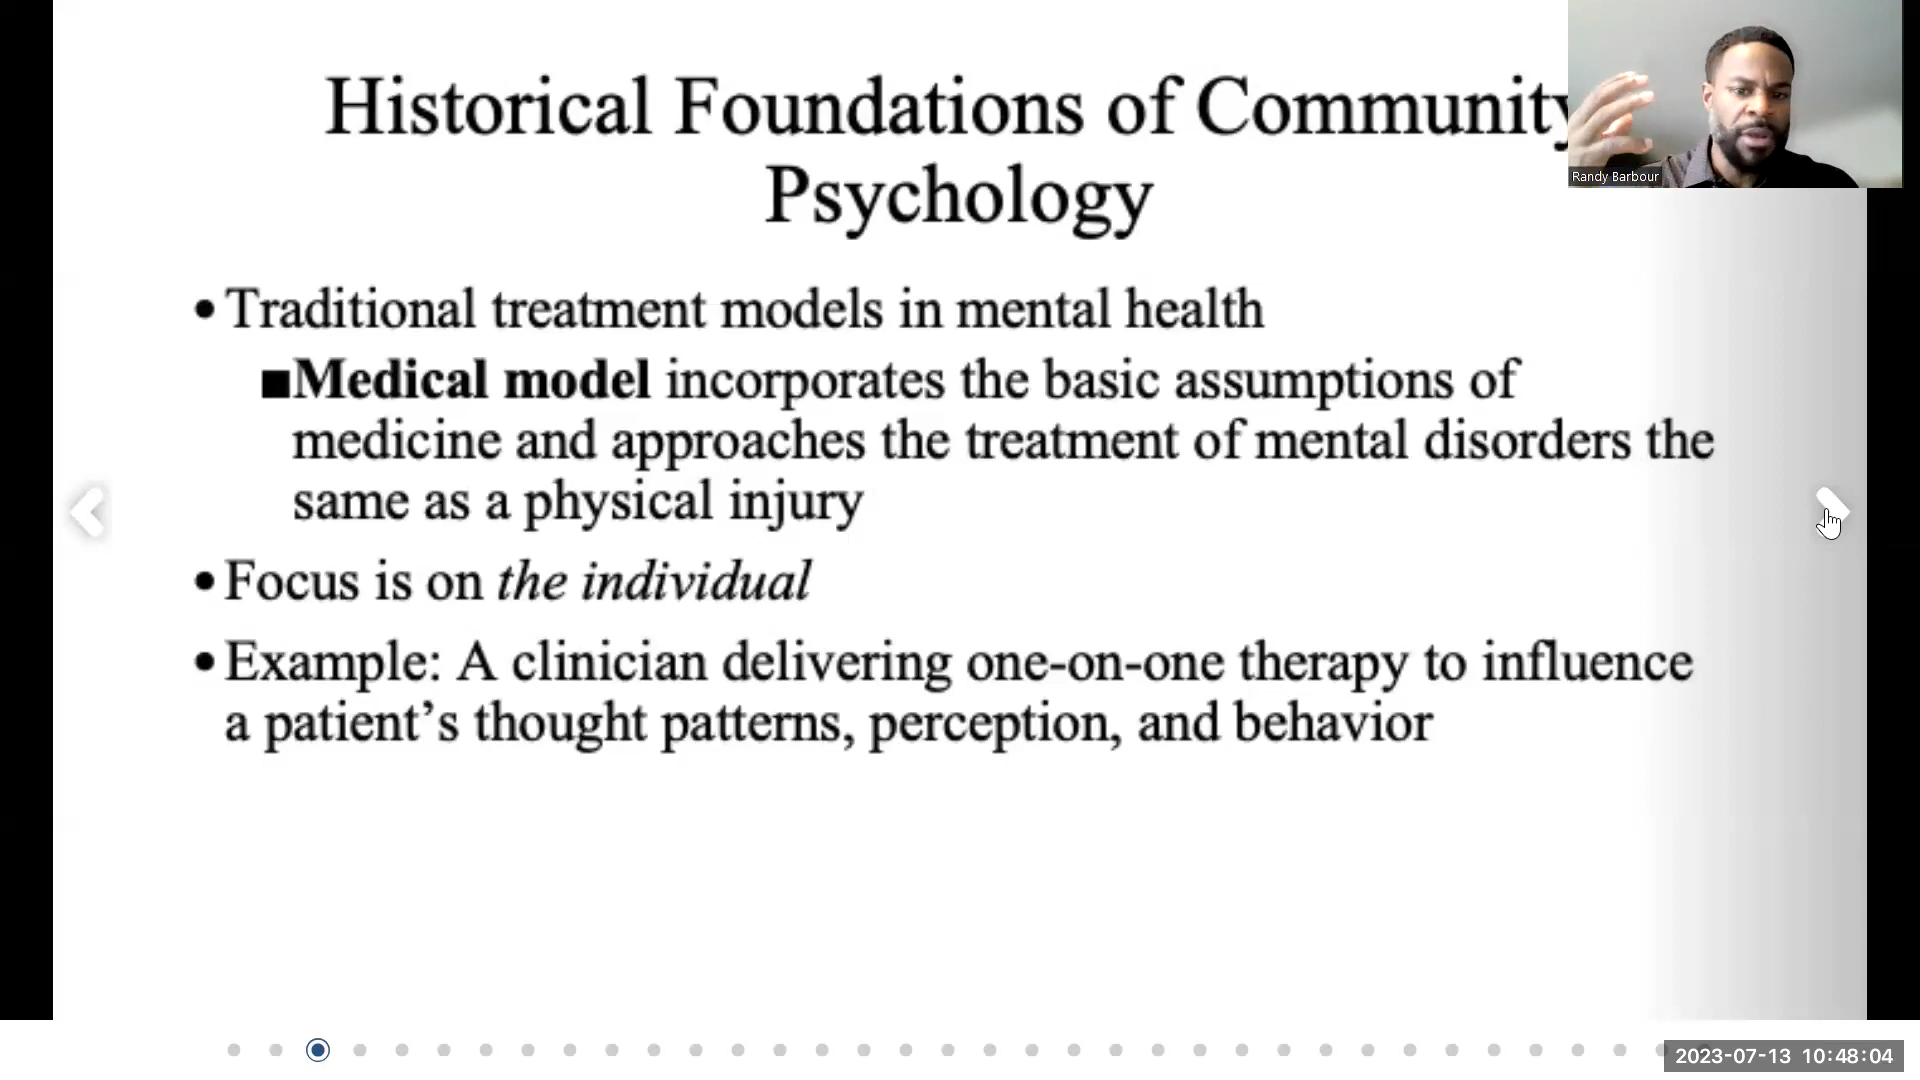 Historical Foundations of Community
Psychology
• Traditional treatment models in mental health
■Medical model incorporates the basic assumptions of
medicine and approaches the treatment of mental disorders the
same as a physical injury
• Focus is on the individual
• Example: A clinician delivering one-on-one therapy to influence
a patient’s thought patterns, perception, and behavior
Randy Barbour
2023-07-13 10:48:04